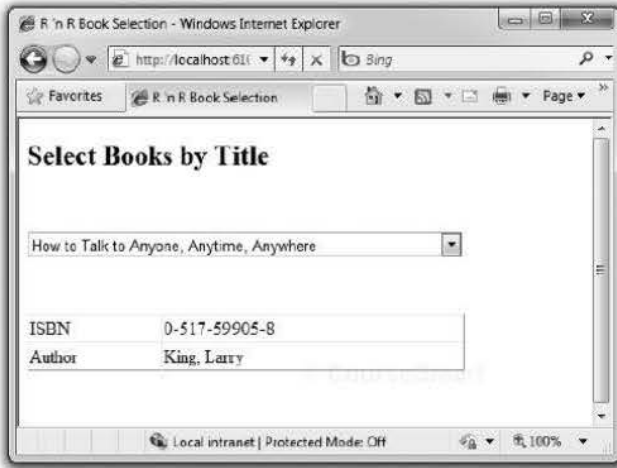 R 'n R Book Selection - Windows Internet Explorer
http://localhost:61(
Bing
Favorites
R 'n R Book Selection
Page
Select Books by Title
How to Talk to Anyone, Anytime, Anywhere
ISBN 0-517-59905-8
Author King, Larry
CourseSmart
Local intranet | Protected Mode: Off
100%